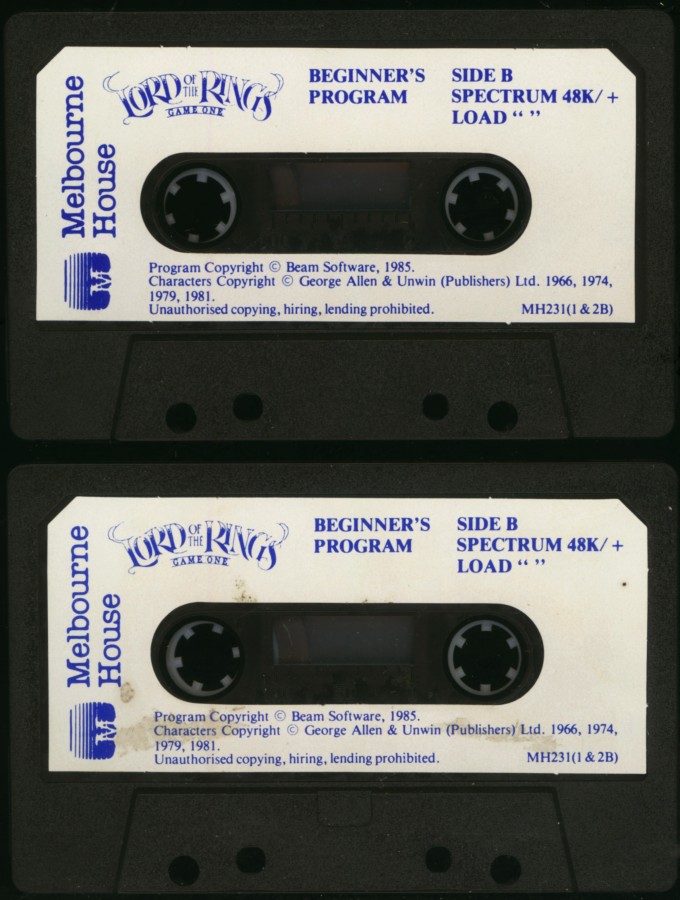 Melbourne
House
M
LORD OF THE RINGS
GAME ONE
BEGINNER'S
PROGRAM
SIDE B
SPECTRUM 48K/ +
LOAD “ ”
Program Copyright © Beam Software, 1985.
Characters Copyright © George Allen & Unwin (Publishers) Ltd. 1966, 1974,
1979, 1981.
Unauthorised copying, hiring, lending prohibited.
MH231(1 & 2B)
Melbourne
House
M
LORD OF THE RINGS
GAME ONE
BEGINNER'S
PROGRAM
SIDE B
SPECTRUM 48K/ +
LOAD “ ”
Program Copyright © Beam Software, 1985.
Characters Copyright © George Allen & Unwin (Publishers) Ltd. 1966, 1974,
1979, 1981.
Unauthorised copying, hiring, lending prohibited.
MH231(1 & 2B)